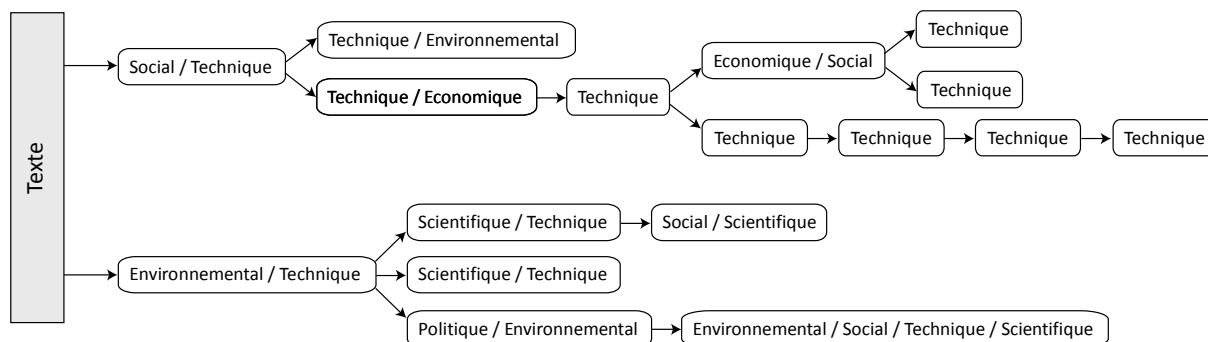 Texte
Social / Technique
Technique / Environnemental
Technique / Economique
Technique
Economique / Social
Technique
Technique
Technique
Technique
Technique
Technique
Environnemental / Technique
Scientifique / Technique
Social / Scientifique
Scientifique / Technique
Politique / Environnemental
Environnemental / Social / Technique / Scientifique